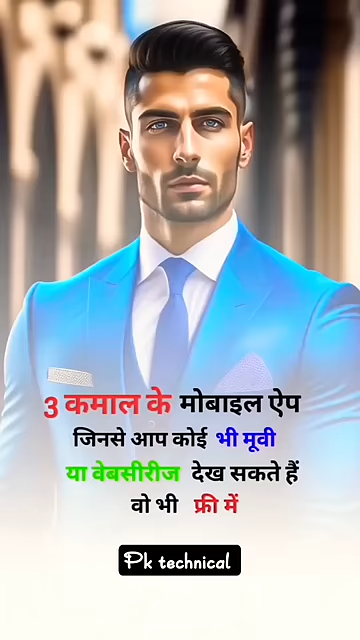 3 कमाल के मोबाइल ऐप
जिनसे आप कोई भी मूवी
या वेबसीरीज देख सकते हैं
वो भी फ्री में
Pk technical